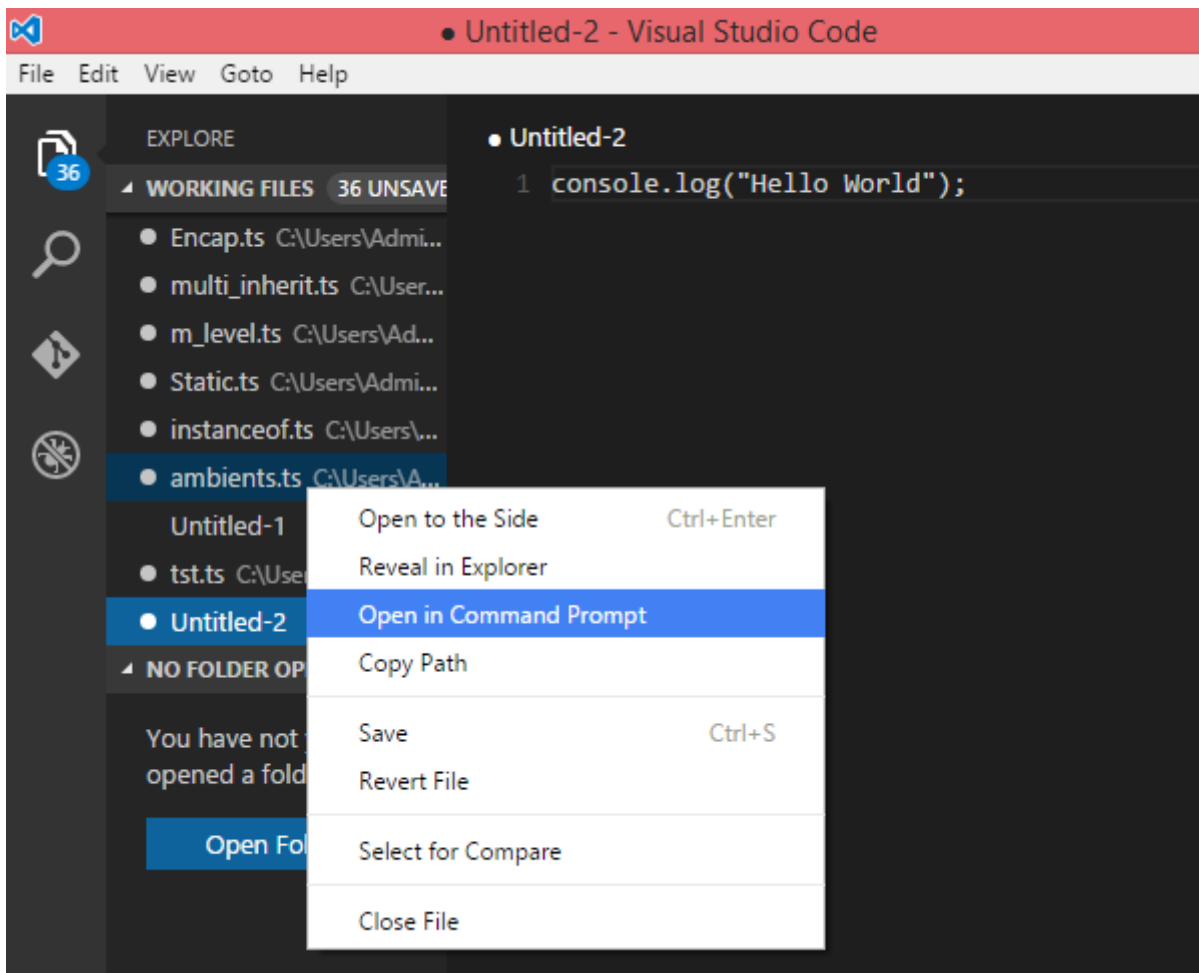 ● Untitled-2 - Visual Studio Code
File Edit View Goto Help
EXPLORE
36
WORKING FILES 36 UNSAVE
● Encap.ts C:\Users\Admi...
● multi_inherit.ts C:\User...
● m_level.ts C:\Users\Ad...
● Static.ts C:\Users\Admi...
● instanceof.ts C:\Users\...
● ambients.ts C:\Users\A...
Untitled-1
● tst.ts C:\User
● Untitled-2
NO FOLDER OP
You have not
opened a fold
Open Fol
● Untitled-2
1 console.log("Hello World");
Open to the Side Ctrl+Enter
Reveal in Explorer
Open in Command Prompt
Copy Path
Save Ctrl+S
Revert File
Select for Compare
Close File